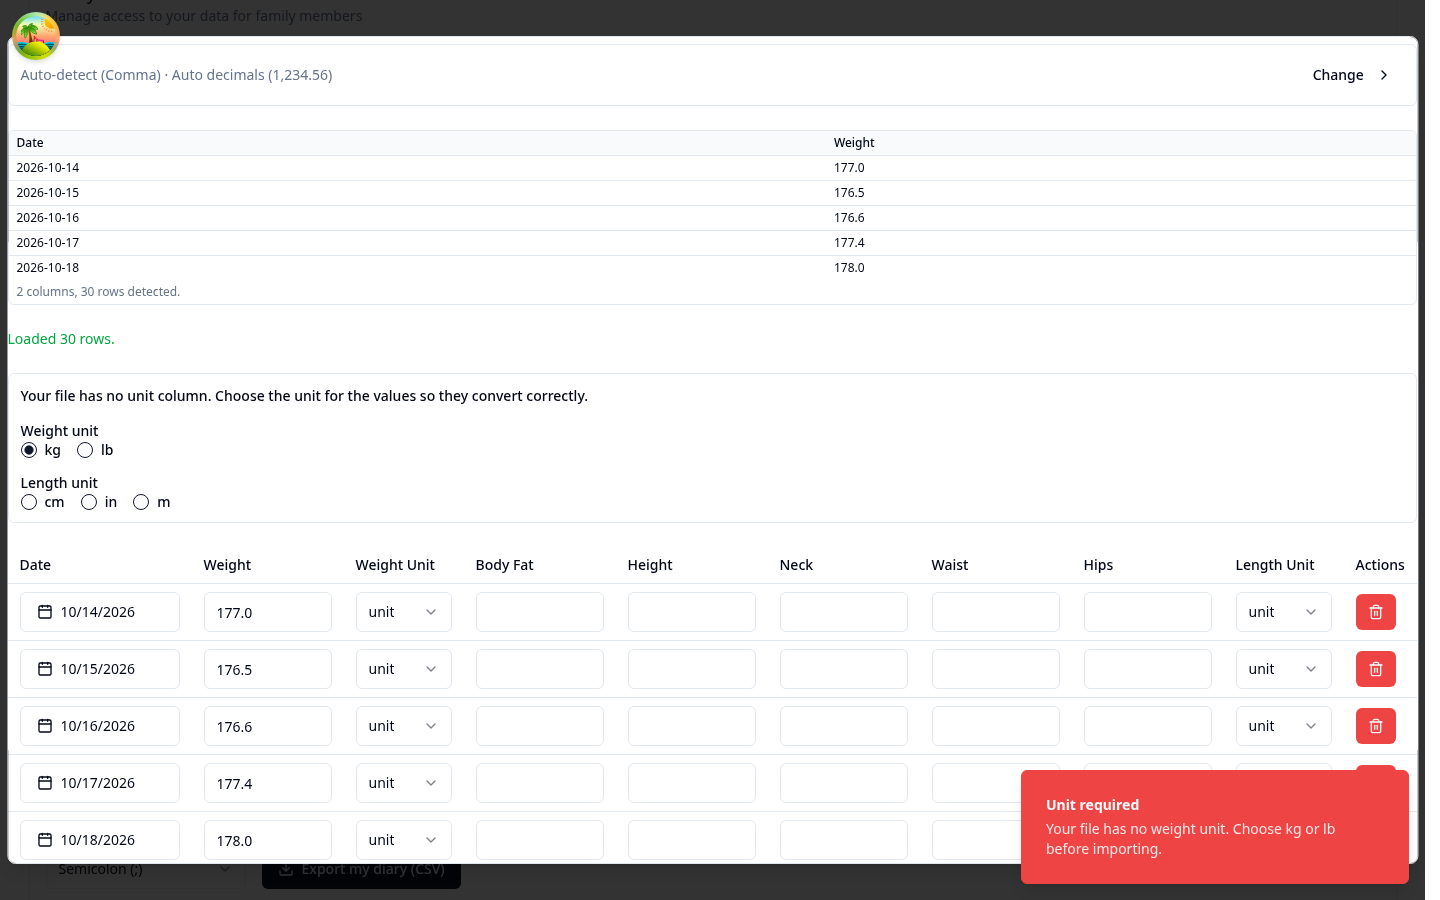 Manage access to your data for family members
Auto-detect (Comma) · Auto decimals (1,234.56)
Change
Date Weight
2026-10-14 177.0
2026-10-15 176.5
2026-10-16 176.6
2026-10-17 177.4
2026-10-18 178.0
2 columns, 30 rows detected.
Loaded 30 rows.
Your file has no unit column. Choose the unit for the values so they convert correctly.
Weight unit
kg lb
Length unit
cm in m
Date Weight Weight Unit Body Fat Height Neck Waist Hips Length Unit Actions
10/14/2026 177.0 unit unit
10/15/2026 176.5 unit unit
10/16/2026 176.6 unit unit
10/17/2026 177.4 unit
10/18/2026 178.0 unit
Unit required
Your file has no weight unit. Choose kg or lb
before importing.
Semicolon (;) Export my diary (CSV)